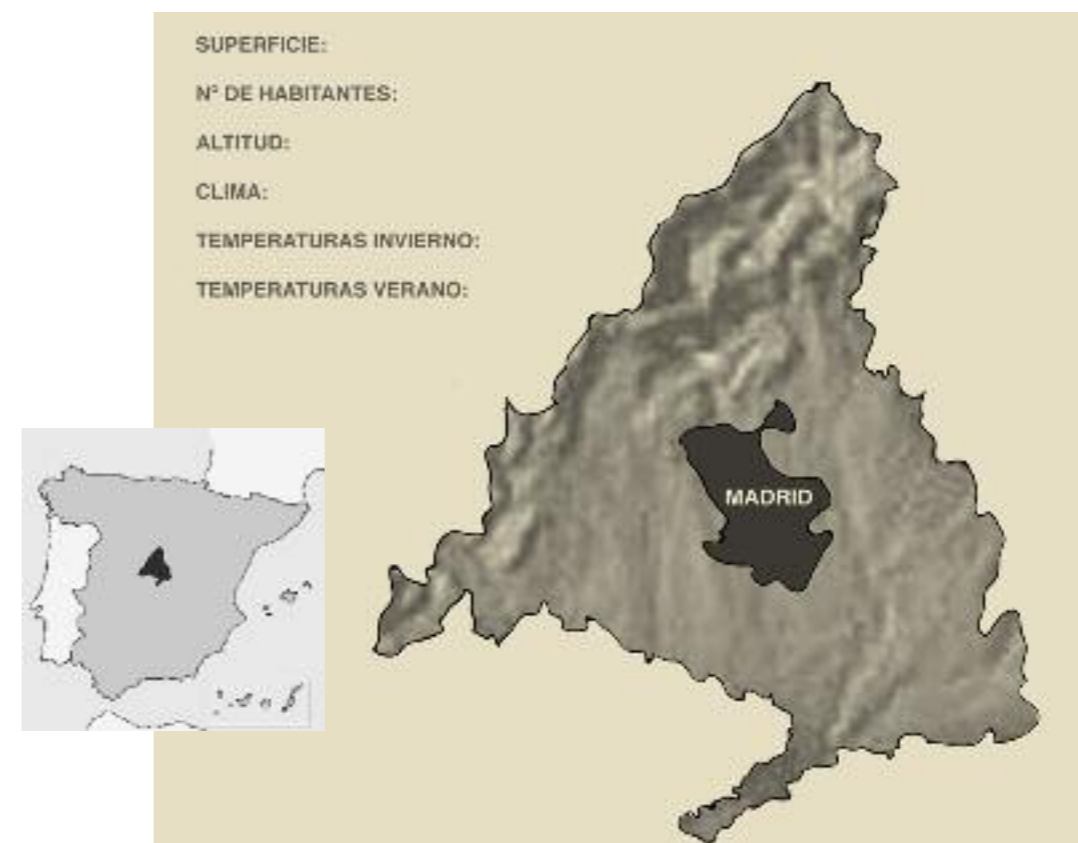 SUPERFICIE:
Nº DE HABITANTES:
ALTITUD:
CLIMA:
TEMPERATURAS INVIERNO:
TEMPERATURAS VERANO:
MADRID